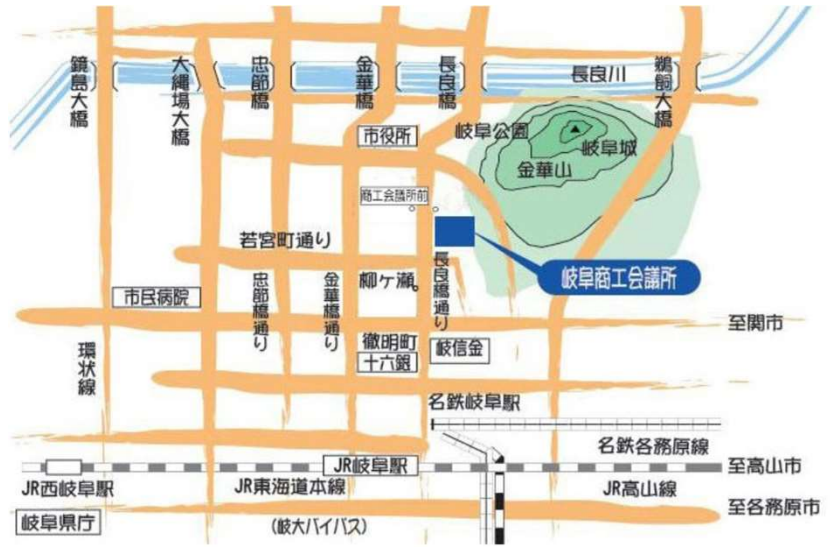 鏡島大橋
大縄場大橋
忠節橋
金華橋
長良橋
長良川
鵜飼大橋
市役所
岐阜公園
岐阜城
金華山
商工会議所前
若宮町通り
長良橋通り
岐阜商工会議所
市民病院
忠節橋通り
金華橋通り
柳ヶ瀬
至関市
環状線
徹明町
十六銀
岐信金
名鉄岐阜駅
名鉄各務原線
JR岐阜駅
至高山市
JR西岐阜駅
JR東海道本線
JR高山線
至各務原市
岐阜県庁
(岐大バイパス)